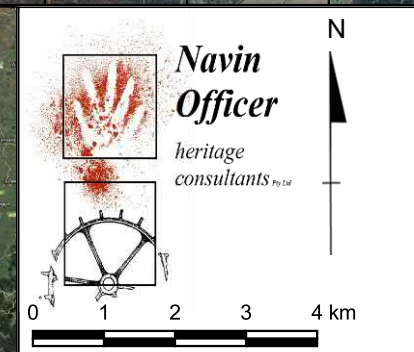 N
Navin
Officer
heritage
consultants Pty Ltd
0 1 2 3 4 km